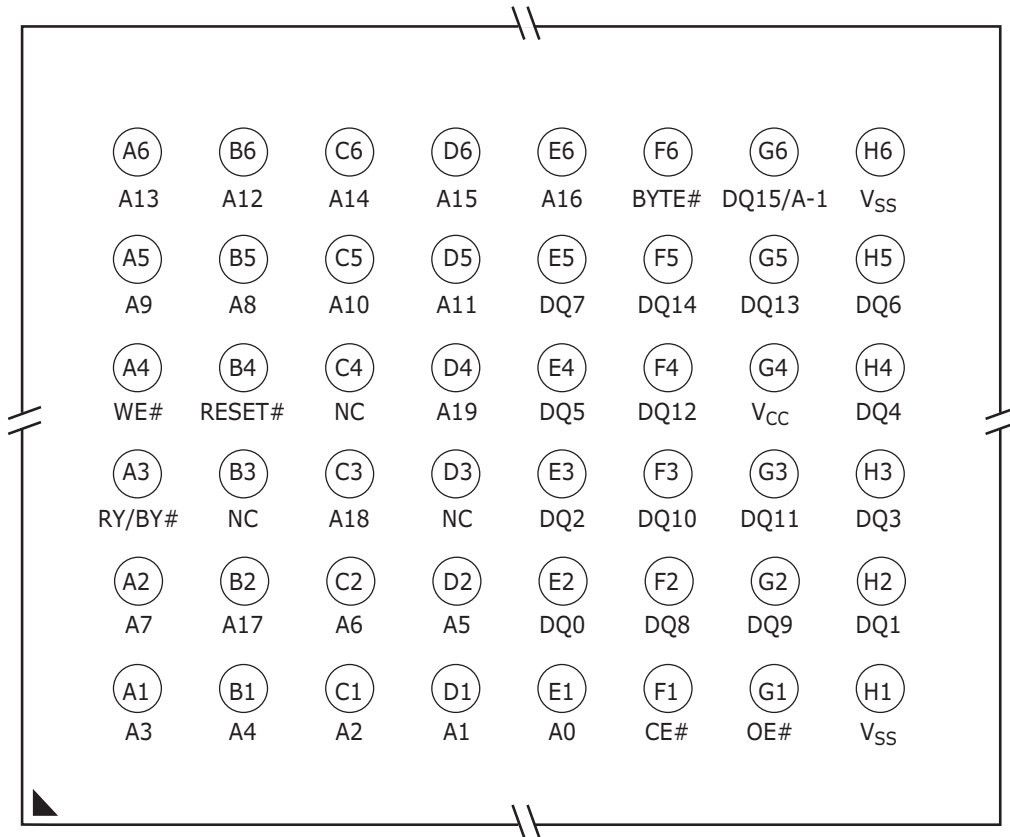 A6 B6 C6 D6 E6 F6 G6 H6
A13 A12 A14 A15 A16 BYTE# DQ15/A-1 VSS
A5 B5 C5 D5 E5 F5 G5 H5
A9 A8 A10 A11 DQ7 DQ14 DQ13 DQ6
A4 B4 C4 D4 E4 F4 G4 H4
WE# RESET# NC A19 DQ5 DQ12 VCC DQ4
A3 B3 C3 D3 E3 F3 G3 H3
RY/BY# NC A18 NC DQ2 DQ10 DQ11 DQ3
A2 B2 C2 D2 E2 F2 G2 H2
A7 A17 A6 A5 DQ0 DQ8 DQ9 DQ1
A1 B1 C1 D1 E1 F1 G1 H1
A3 A4 A2 A1 A0 CE# OE# VSS